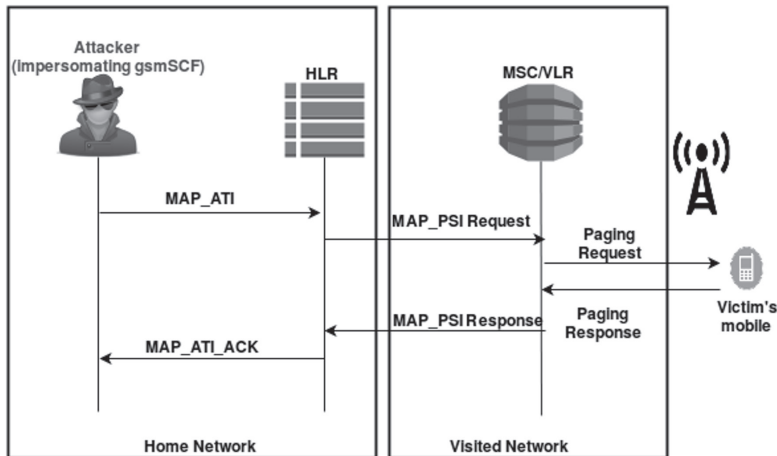 Attacker
(Impersomating gsmSCF)
HLR
MSC/VLR
MAP_ATI
MAP_PSI Request
Paging
Request
Victim's
mobile
MAP_PSI Response
Paging
Response
MAP_ATI_ACK
Home Network
Visited Network